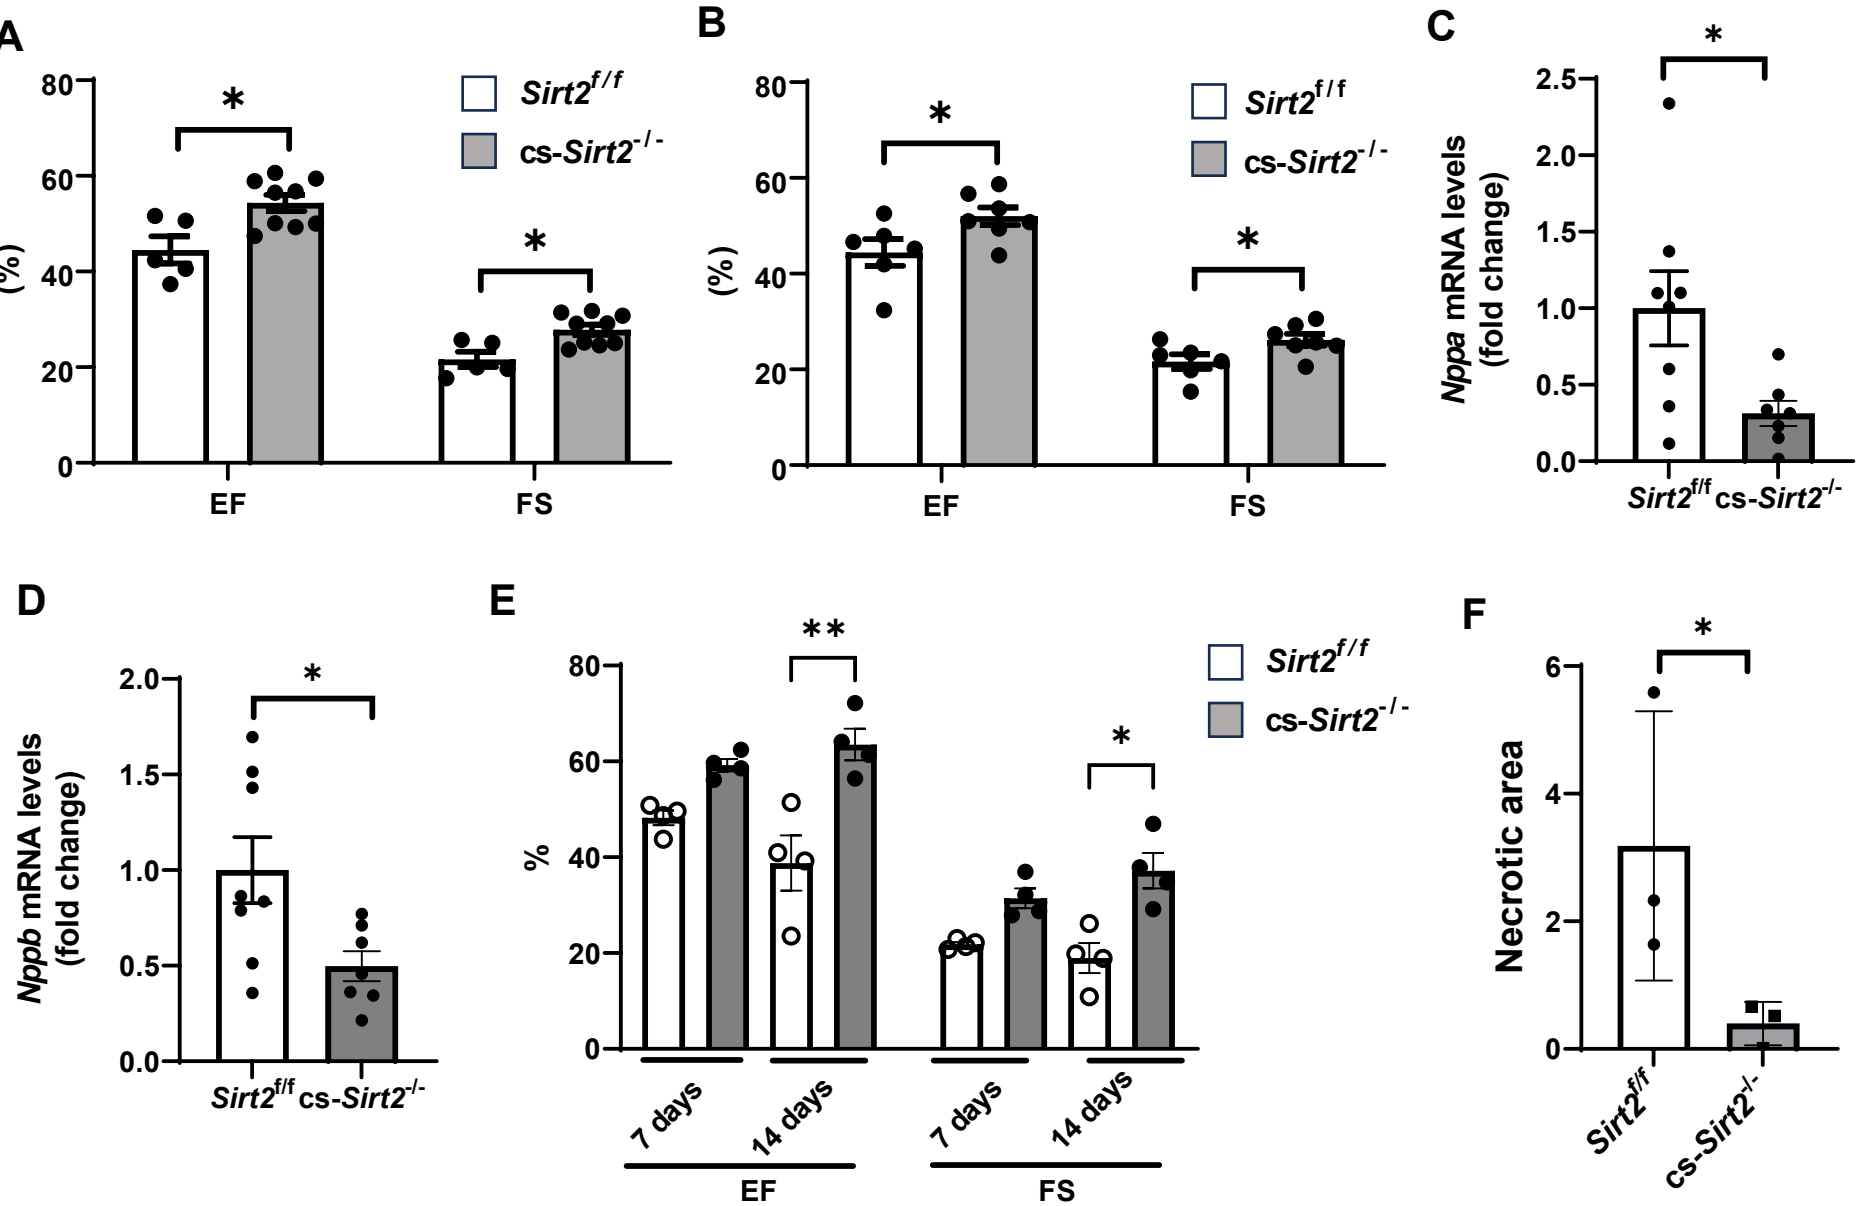 A
80
60
40
20
0
(%)
*
*
Sirt2f/f
cs-Sirt2-/-
EF
FS
B
80
60
40
20
0
(%)
*
*
Sirt2f/f
cs-Sirt2-/-
EF
FS
C
*
2.5
2.0
1.5
1.0
0.5
0.0
Nppa mRNA levels
(fold change)
Sirt2f/f cs-Sirt2-/-
D
*
2.0
1.5
1.0
0.5
0.0
Nppb mRNA levels
(fold change)
Sirt2f/f cs-Sirt2-/-
E
**
*
80
60
40
20
0
%
Sirt2f/f
cs-Sirt2-/-
7 days
14 days
7 days
14 days
EF
FS
F
*
6
4
2
0
Necrotic area
Sirt2f/f
cs-Sirt2-/-